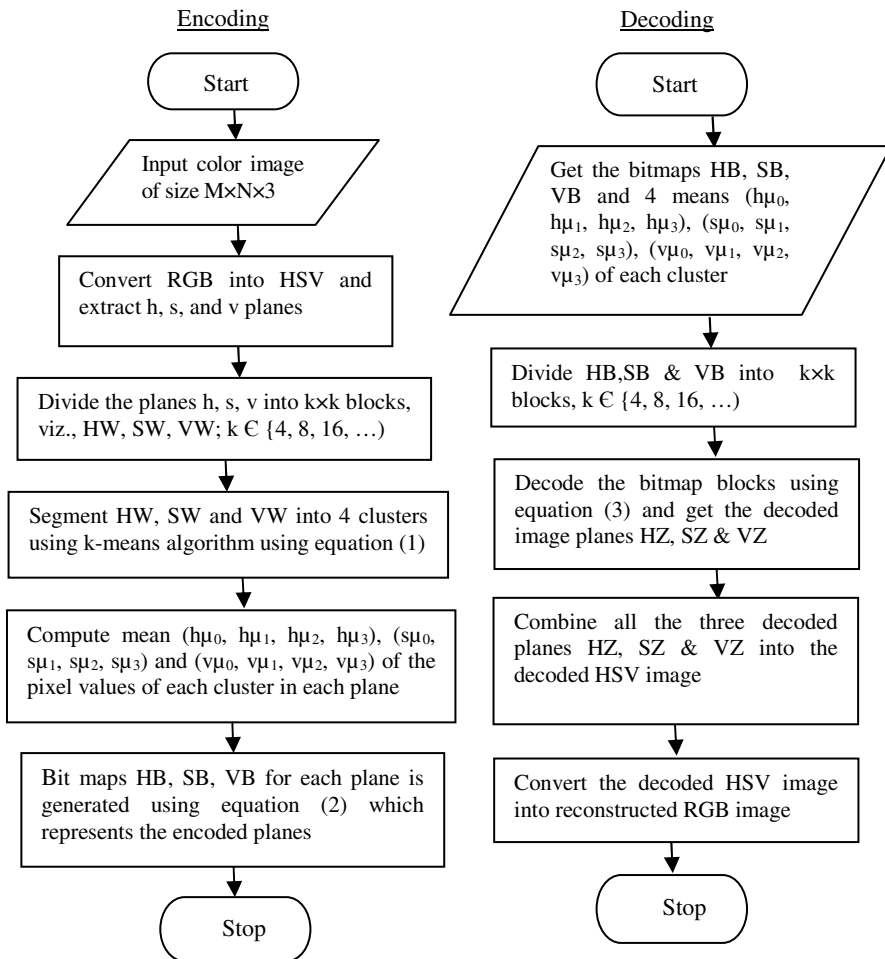 Encoding
Start
Input color image
of size M×N×3
Convert RGB into HSV and
extract h, s, and v planes
Divide the planes h, s, v into k×k blocks,
viz., HW, SW, VW; k Є {4, 8, 16, …)
Segment HW, SW and VW into 4 clusters
using k-means algorithm using equation (1)
Compute mean (hµ₀, hµ₁, hµ₂, hµ₃), (sµ₀,
sµ₁, sµ₂, sµ₃) and (vµ₀, vµ₁, vµ₂, vµ₃) of the
pixel values of each cluster in each plane
Bit maps HB, SB, VB for each plane is
generated using equation (2) which
represents the encoded planes
Stop
Decoding
Start
Get the bitmaps HB, SB,
VB and 4 means (hµ₀,
hµ₁, hµ₂, hµ₃), (sµ₀, sµ₁,
sµ₂, sµ₃), (vµ₀, vµ₁, vµ₂,
vµ₃) of each cluster
Divide HB,SB & VB into k×k
blocks, k Є {4, 8, 16, …)
Decode the bitmap blocks using
equation (3) and get the decoded
image planes HZ, SZ & VZ
Combine all the three decoded
planes HZ, SZ & VZ into the
decoded HSV image
Convert the decoded HSV image
into reconstructed RGB image
Stop